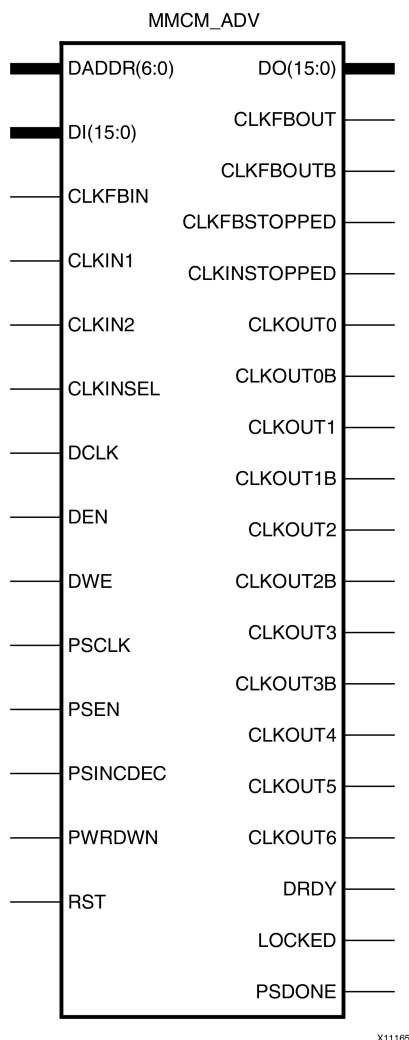 MMCM_ADV
DADDR(6:0)
DI(15:0)
CLKFBIN
CLKIN1
CLKIN2
CLKINSEL
DCLK
DEN
DWE
PSCLK
PSEN
PSINCDEC
PWRDWN
RST
DO(15:0)
CLKFBOUT
CLKFBOUTB
CLKFBSTOPPED
CLKINSTOPPED
CLKOUT0
CLKOUT0B
CLKOUT1
CLKOUT1B
CLKOUT2
CLKOUT2B
CLKOUT3
CLKOUT3B
CLKOUT4
CLKOUT5
CLKOUT6
DRDY
LOCKED
PSDONE
X11165